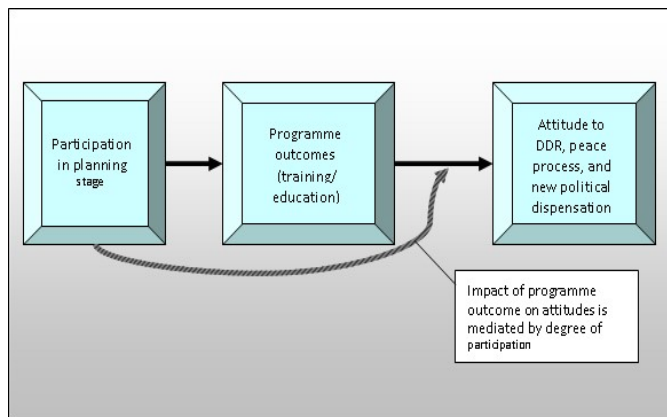 Participation
in planning
stage
Programme
outcomes
(training/
education)
Attitude to
DDR, peace
process, and
new political
dispensation
Impact of programme
outcome on attitudes is
mediated by degree of
participation